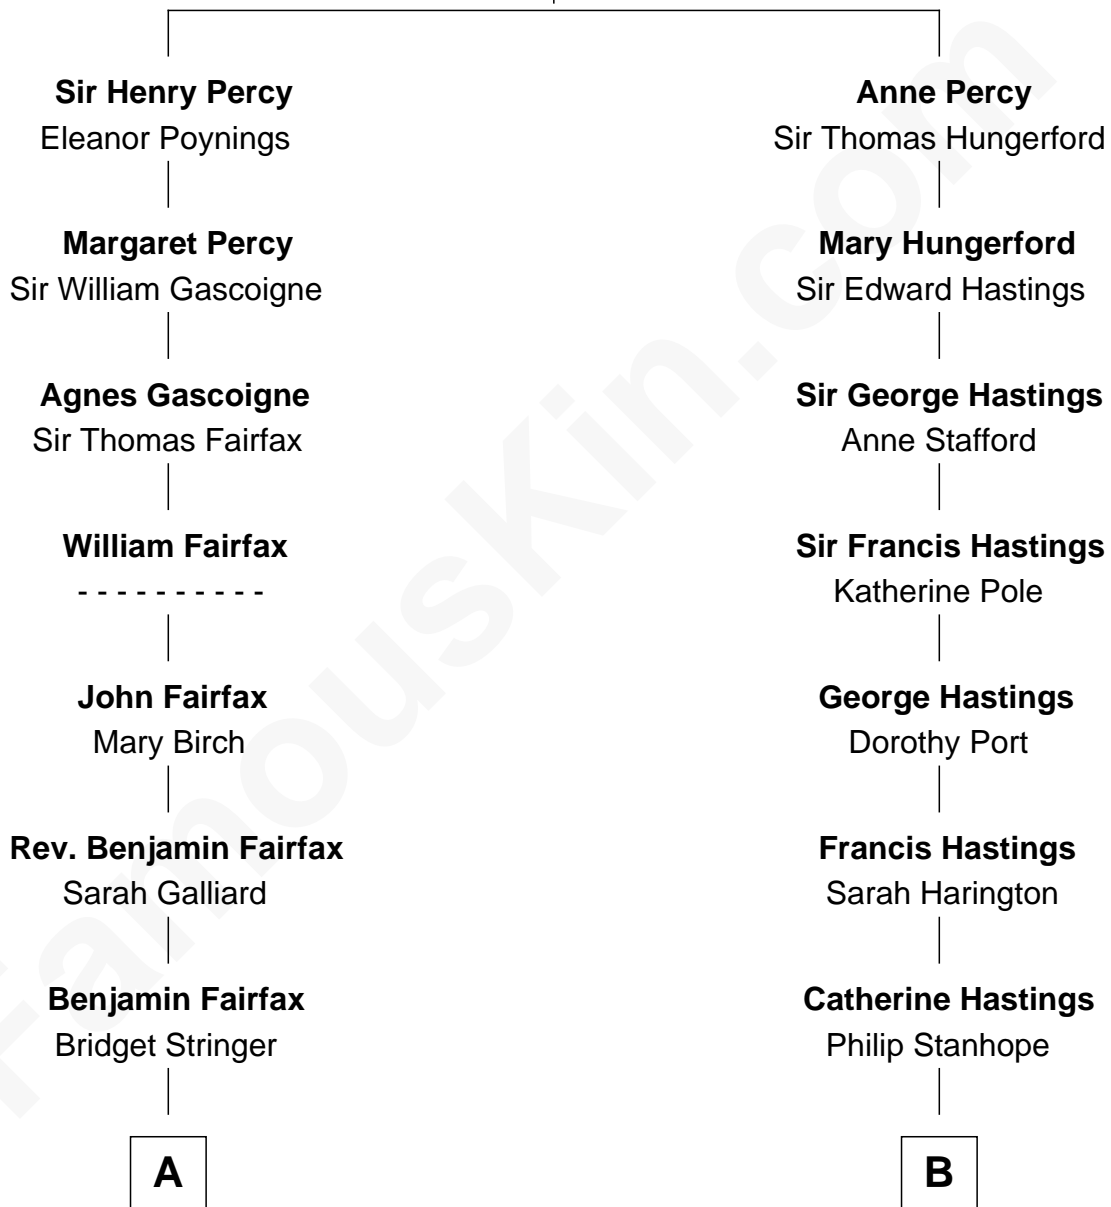 Sir Henry Percy
Eleanor Poynings
Margaret Percy
Sir William Gascoigne
Agnes Gascoigne
Sir Thomas Fairfax
William Fairfax
- - - - - - - - - -
John Fairfax
Mary Birch
Rev. Benjamin Fairfax
Sarah Galliard
Benjamin Fairfax
Bridget Stringer
A
Anne Percy
Sir Thomas Hungerford
Mary Hungerford
Sir Edward Hastings
Sir George Hastings
Anne Stafford
Sir Francis Hastings
Katherine Pole
George Hastings
Dorothy Port
Francis Hastings
Sarah Harington
Catherine Hastings
Philip Stanhope
B
FamousKin.com